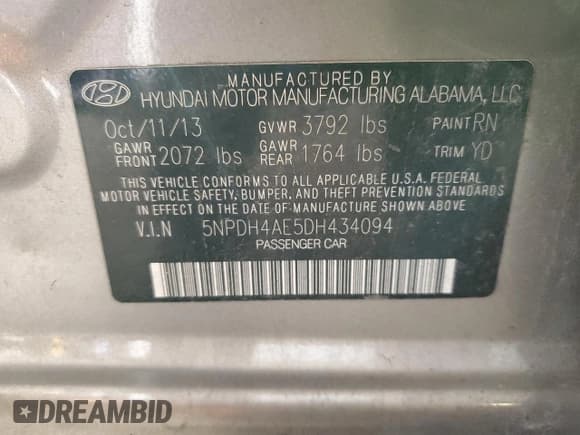 MANUFACTURED BY
HYUNDAI MOTOR MANUFACTURING ALABAMA, LLC
Oct/11/13 GVWR 3792 lbs PAINT RN
GAWR FRONT 2072 lbs GAWR REAR 1764 lbs TRIM YD
THIS VEHICLE CONFORMS TO ALL APPLICABLE U.S.A. FEDERAL
MOTOR VEHICLE SAFETY, BUMPER, AND THEFT PREVENTION STANDARDS
IN EFFECT ON THE DATE OF MANUFACTURE SHOWN ABOVE.
V.I.N 5NPDH4AE5DH434094
PASSENGER CAR
DREAMBID